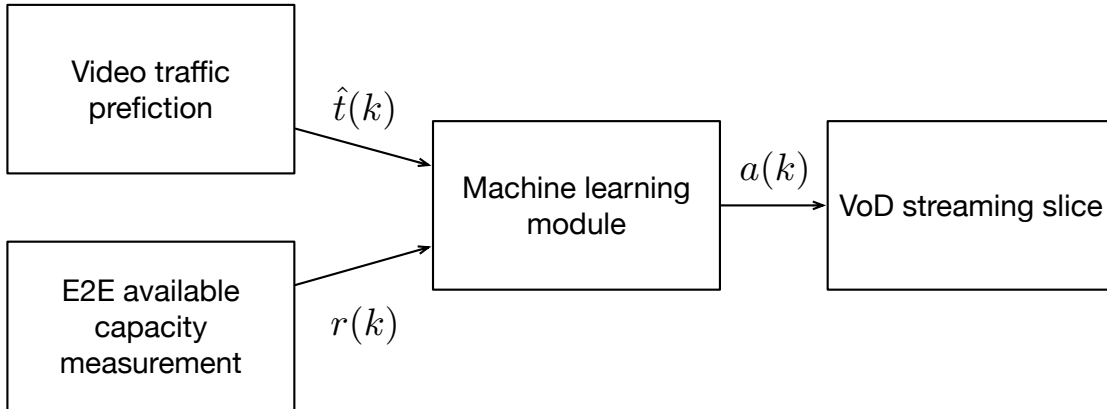 Video traffic
prefiction
t̂(k)
E2E available
capacity
measurement
r(k)
Machine learning
module
a(k)
VoD streaming slice